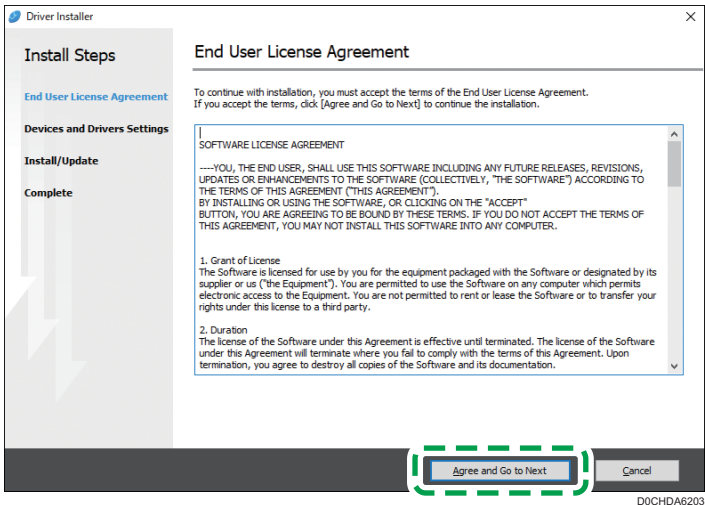 Driver Installer
Install Steps
End User License Agreement
Devices and Drivers Settings
Install/Update
Complete
End User License Agreement
To continue with installation, you must accept the terms of the End User License Agreement.
If you accept the terms, click [Agree and Go to Next] to continue the installation.
SOFTWARE LICENSE AGREEMENT
----YOU, THE END USER, SHALL USE THIS SOFTWARE INCLUDING ANY FUTURE RELEASES, REVISIONS,
UPDATES OR ENHANCEMENTS TO THE SOFTWARE (COLLECTIVELY, "THE SOFTWARE") ACCORDING TO
THE TERMS OF THIS AGREEMENT ("THIS AGREEMENT").
BY INSTALLING OR USING THE SOFTWARE, OR CLICKING ON THE "ACCEPT"
BUTTON, YOU ARE AGREEING TO BE BOUND BY THESE TERMS. IF YOU DO NOT ACCEPT THE TERMS OF
THIS AGREEMENT, YOU MAY NOT INSTALL THIS SOFTWARE INTO ANY COMPUTER.
1. Grant of License
The Software is licensed for use by you for the equipment packaged with the Software or designated by its
supplier or us ("the Equipment"). You are permitted to use the Software on any computer which permits
electronic access to the Equipment. You are not permitted to rent or lease the Software or to transfer your
rights under this license to a third party.
2. Duration
The license of the Software under this Agreement is effective until terminated. The license of the Software
under this Agreement will terminate where you fail to comply with the terms of this Agreement. Upon
termination, you agree to destroy all copies of the Software and its documentation.
Agree and Go to Next
Cancel
D0CHDA6203